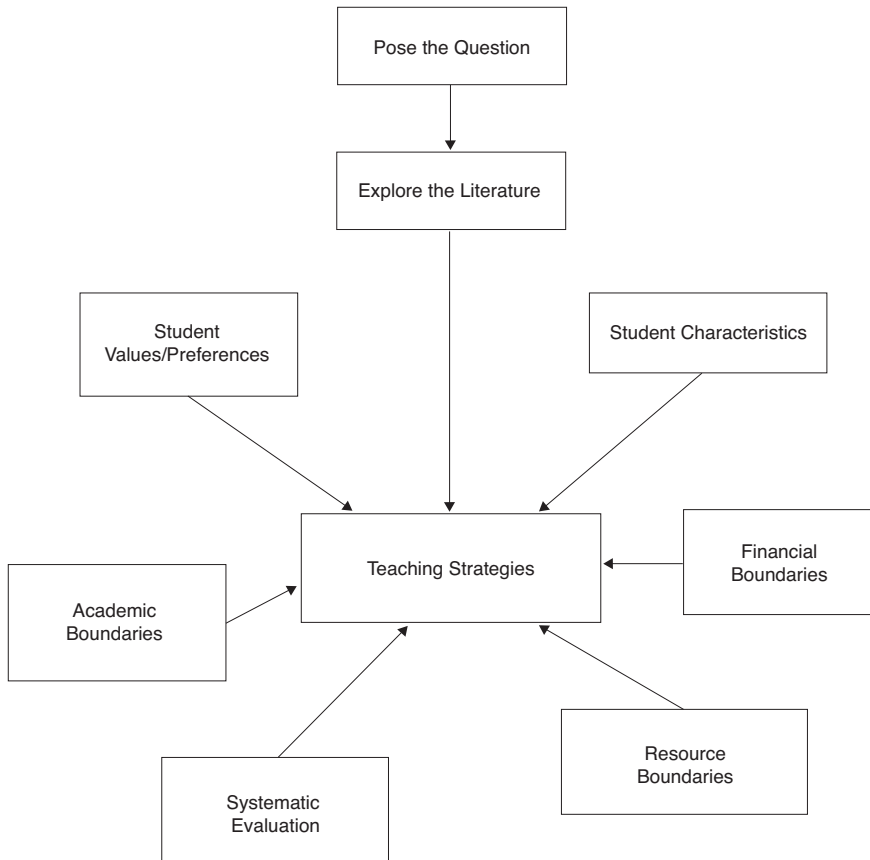 Pose the Question
Explore the Literature
Student
Values/Preferences
Student Characteristics
Teaching Strategies
Financial
Boundaries
Academic
Boundaries
Resource
Boundaries
Systematic
Evaluation